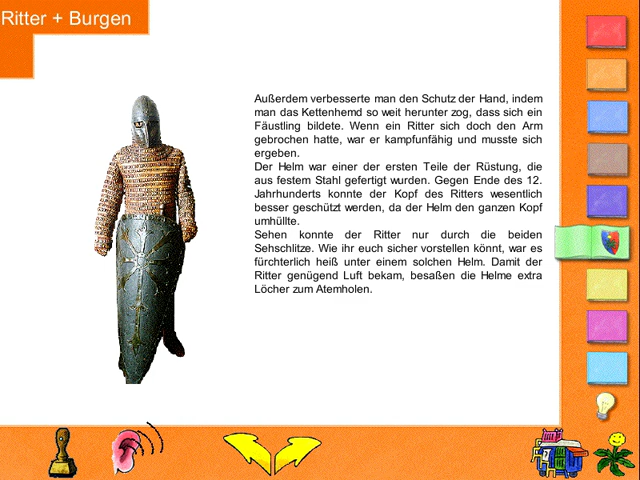 Ritter + Burgen
Außerdem verbesserte man den Schutz der Hand, indem
man das Kettenhemd so weit herunter zog, dass sich ein
Fäustling bildete. Wenn ein Ritter sich doch den Arm
gebrochen hatte, war er kampfunfähig und musste sich
ergeben.
Der Helm war einer der ersten Teile der Rüstung, die
aus festem Stahl gefertigt wurden. Gegen Ende des 12.
Jahrhunderts konnte der Kopf des Ritters wesentlich
besser geschützt werden, da der Helm den ganzen Kopf
umhüllte.
Sehen konnte der Ritter nur durch die beiden
Sehschlitze. Wie ihr euch sicher vorstellen könnt, war es
fürchterlich heiß unter einem solchen Helm. Damit der
Ritter genügend Luft bekam, besaßen die Helme extra
Löcher zum Atemholen.